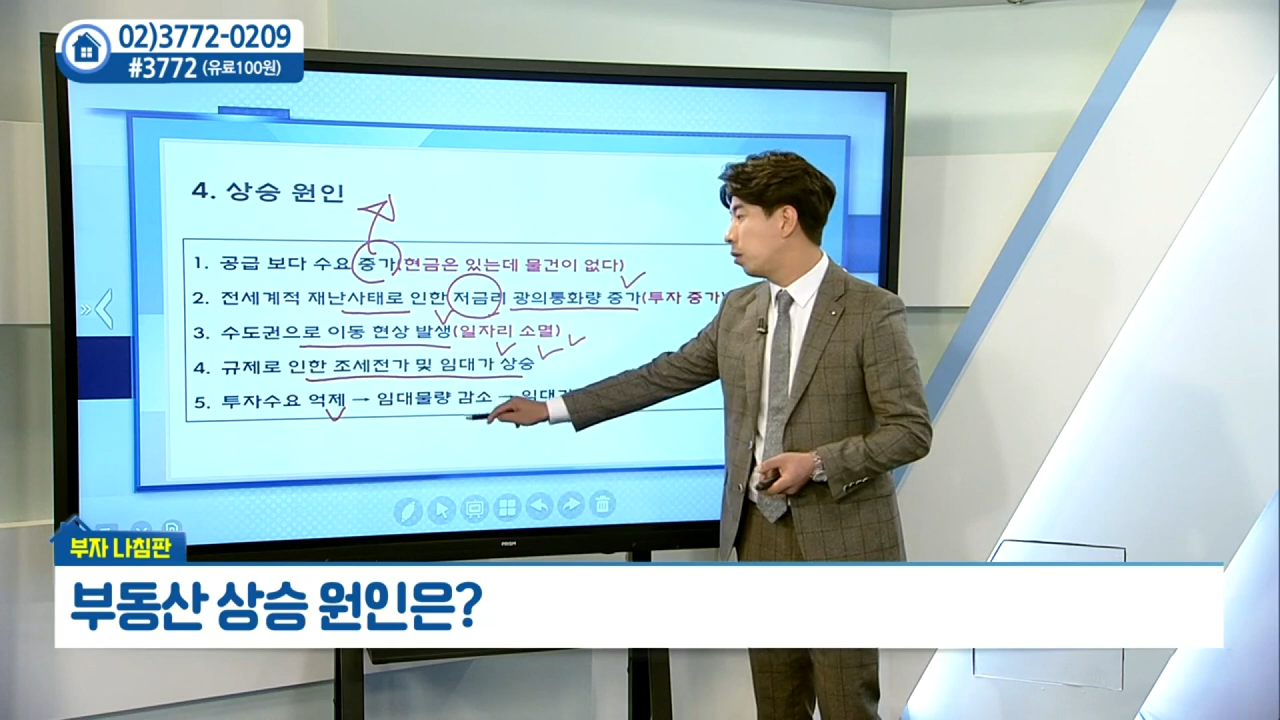 02)3772-0209
#3772 (유료100원)
4. 상승 원인
1. 공급 보다 수요 증가(현금은 있는데 물건이 없다)
2. 전세계적 재난사태로 인한 저금리 광의통화량 증가(투자 증가)
3. 수도권으로 이동 현상 발생(일자리 소멸)
4. 규제로 인한 조세전가 및 임대가 상승
5. 투자수요 억제 → 임대물량 감소 →
PRISM
부자 나침판
부동산 상승 원인은?